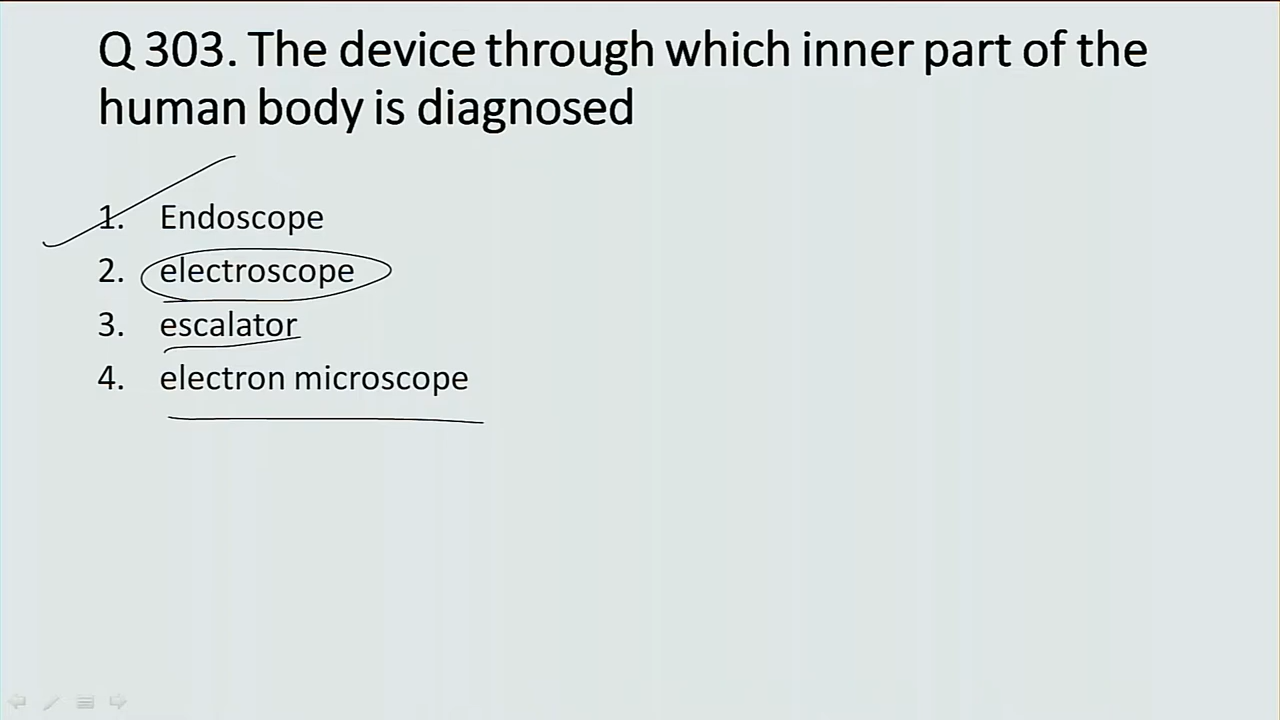 Q 303. The device through which inner part of the
human body is diagnosed
1. Endoscope
2. electroscope
3. escalator
4. electron microscope